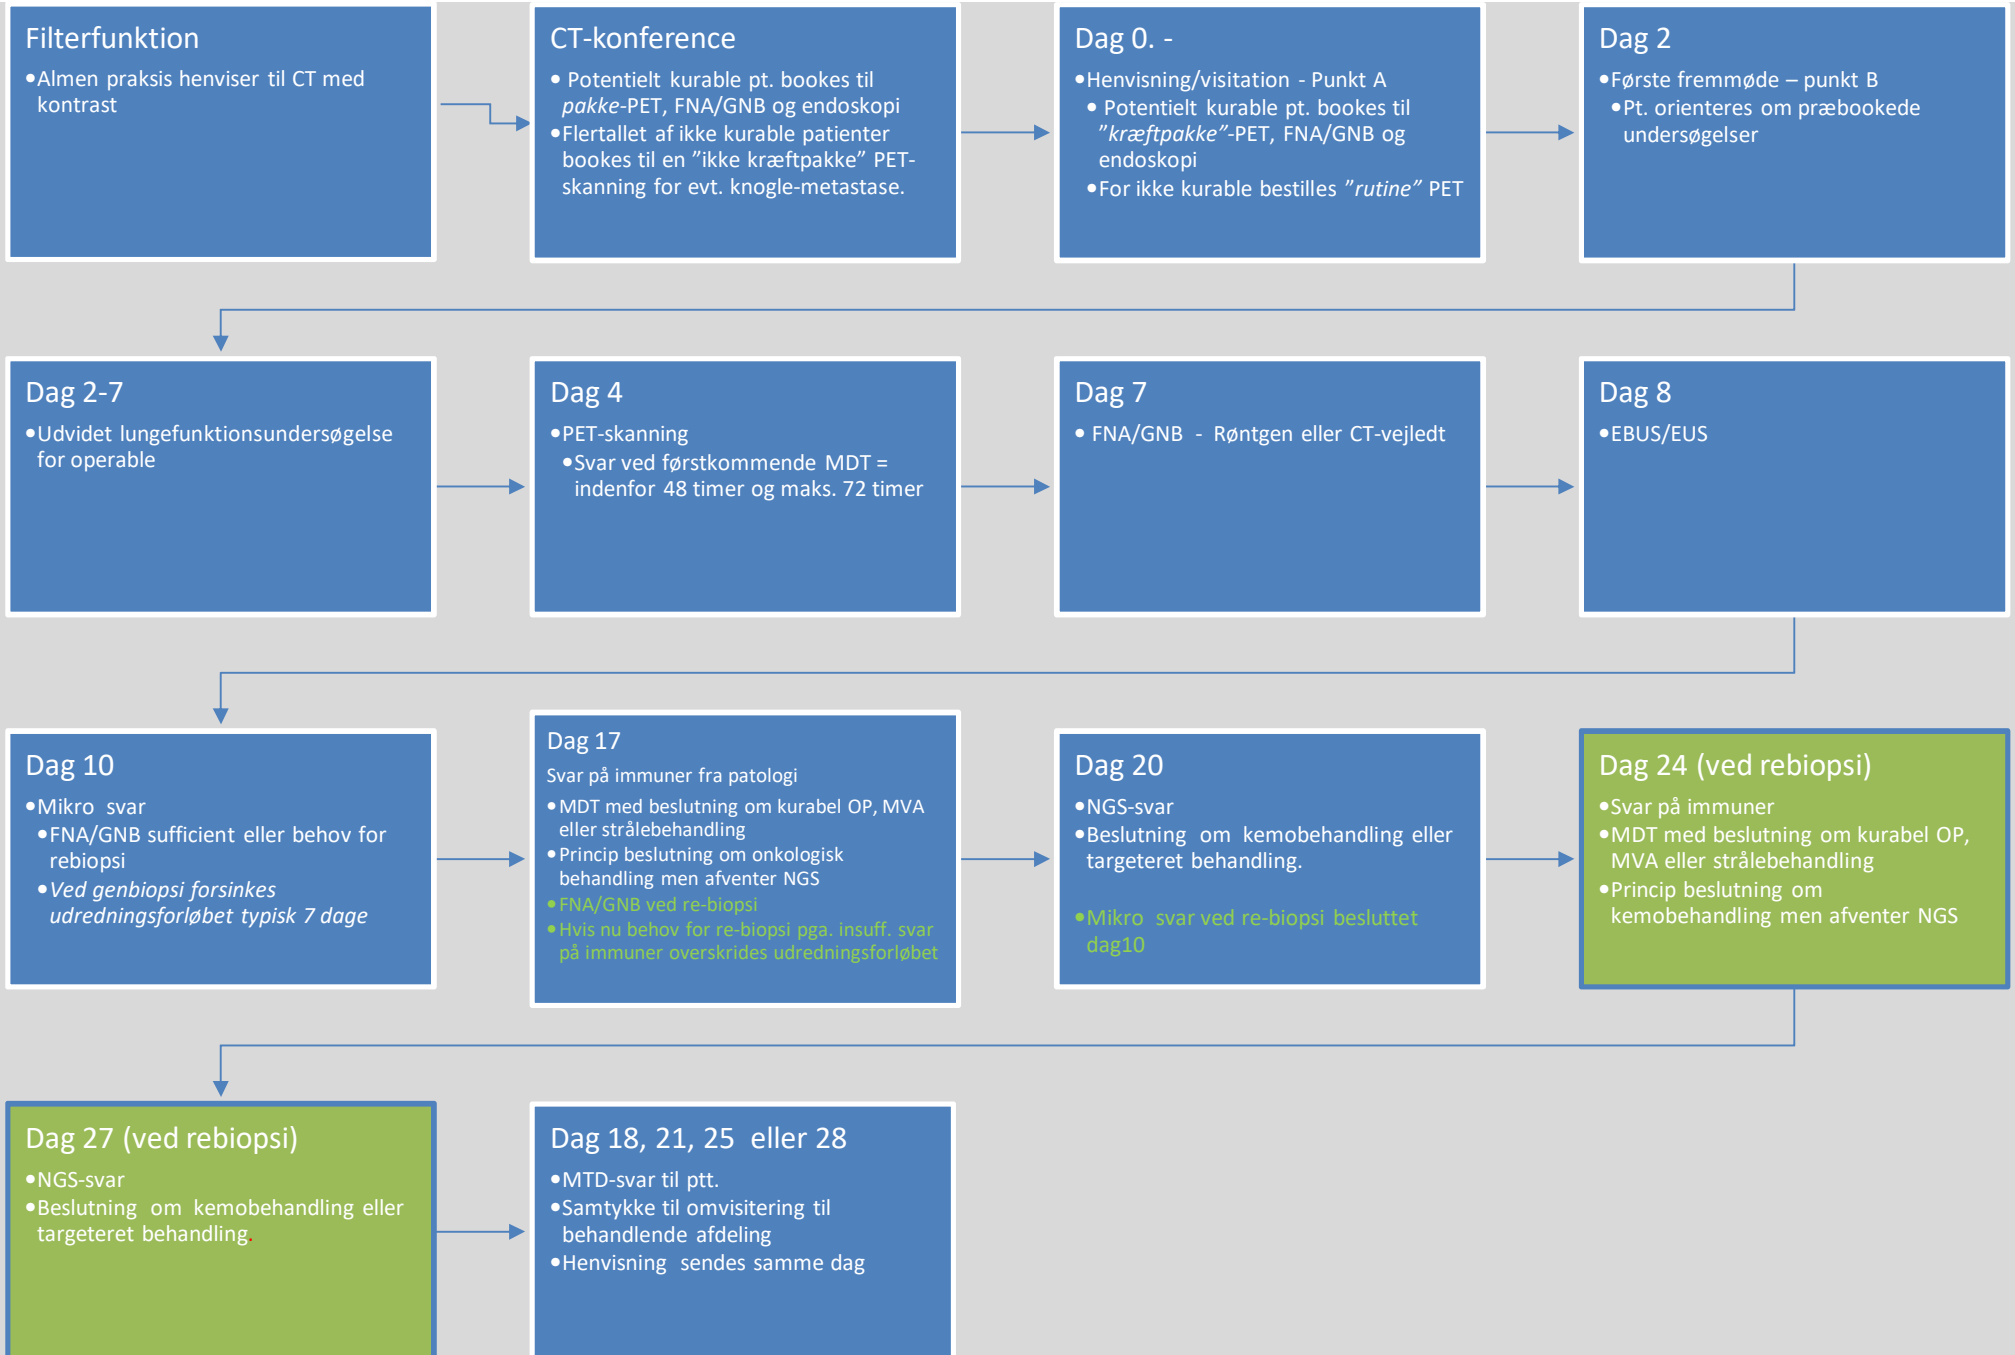 Filterfunktion
•Almen praksis henviser til CT med
kontrast
CT-konference
• Potentielt kurable pt. bookes til
pakke-PET, FNA/GNB og endoskopi
•Flertallet af ikke kurable patienter
bookes til en ”ikke kræftpakke” PET-
skanning for evt. knogle-metastase.
Dag 0. -
•Henvisning/visitation - Punkt A
• Potentielt kurable pt. bookes til
”kræftpakke”-PET, FNA/GNB og
endoskopi
•For ikke kurable bestilles ”rutine” PET
Dag 2
•Første fremmøde – punkt B
•Pt. orienteres om præbookede
undersøgelser
Dag 2-7
•Udvidet lungefunktionsundersøgelse
for operable
Dag 4
•PET-skanning
•Svar ved førstkommende MDT =
indenfor 48 timer og maks. 72 timer
Dag 7
• FNA/GNB - Røntgen eller CT-vejledt
Dag 8
•EBUS/EUS
Dag 10
•Mikro svar
•FNA/GNB sufficient eller behov for
rebiopsi
•Ved genbiopsi forsinkes
udredningsforløbet typisk 7 dage
Dag 17
Svar på immuner fra patologi
•MDT med beslutning om kurabel OP, MVA
eller strålebehandling
•Princip beslutning om onkologisk
behandling men afventer NGS
•FNA/GNB ved re-biopsi
•Hvis nu behov for re-biopsi pga. insuff. svar
på immuner overskrides udredningsforløbet
Dag 20
•NGS-svar
•Beslutning om kemobehandling eller
targeteret behandling.
•Mikro svar ved re-biopsi besluttet
dag10
Dag 24 (ved rebiopsi)
•Svar på immuner
•MDT med beslutning om kurabel OP,
MVA eller strålebehandling
•Princip beslutning om
kemobehandling men afventer NGS
Dag 27 (ved rebiopsi)
•NGS-svar
•Beslutning om kemobehandling eller
targeteret behandling.
Dag 18, 21, 25 eller 28
•MTD-svar til ptt.
•Samtykke til omvisitering til
behandlende afdeling
•Henvisning sendes samme dag